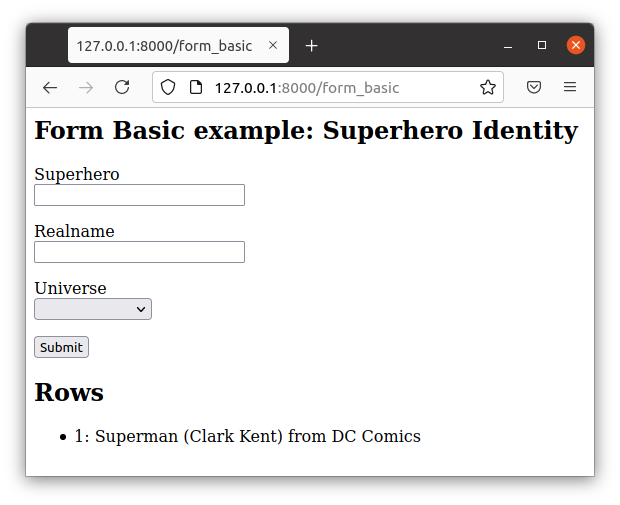 127.0.0.1:8000/form_basic
127.0.0.1:8000/form_basic
Form Basic example: Superhero Identity
Superhero
Realname
Universe
Submit
Rows
1: Superman (Clark Kent) from DC Comics